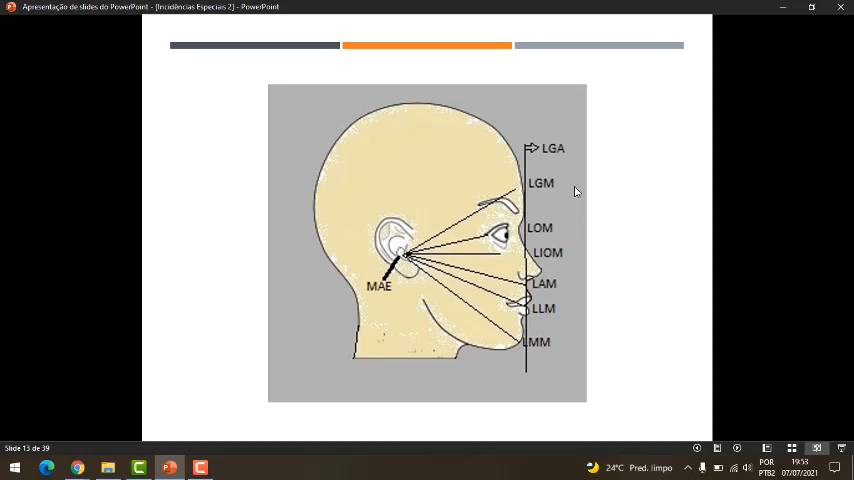 Apresentação de slides do PowerPoint - [Incidências Especiais 2] - PowerPoint
LGA
LGM
LOM
LIOM
MAE
LAM
LLM
LMM
Slide 13 de 39
24°C Pred. limpo
POR
PTB2
19:53
07/07/2021